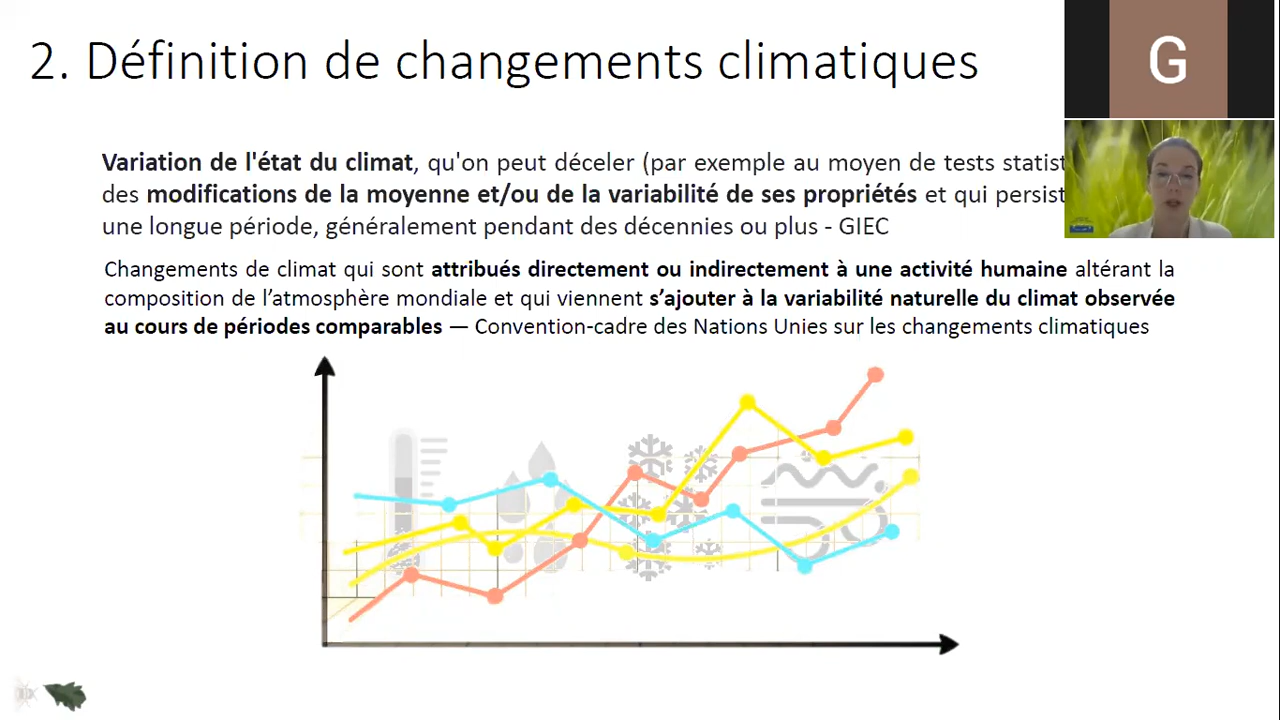 2. Définition de changements climatiques
G
Variation de l'état du climat, qu'on peut déceler (par exemple au moyen de tests
des modifications de la moyenne et/ou de la variabilité de ses propriétés et qui
une longue période, généralement pendant des décennies ou plus - GIEC
Changements de climat qui sont attribués directement ou indirectement à une activité humaine altérant la
composition de l’atmosphère mondiale et qui viennent s’ajouter à la variabilité naturelle du climat observée
au cours de périodes comparables — Convention-cadre des Nations Unies sur les changements climatiques